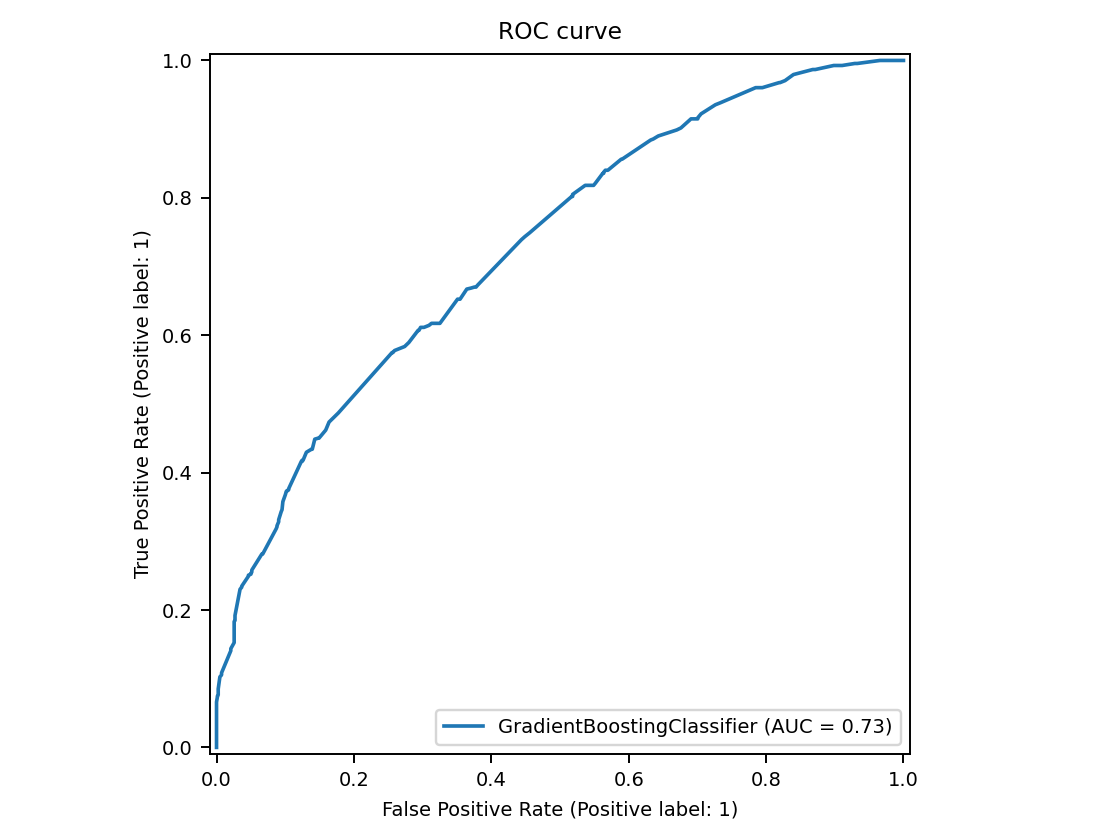 ROC curve
True Positive Rate (Positive label: 1)
1.0
0.8
0.6
0.4
0.2
0.0
GradientBoostingClassifier (AUC = 0.73)
0.0 0.2 0.4 0.6 0.8 1.0
False Positive Rate (Positive label: 1)